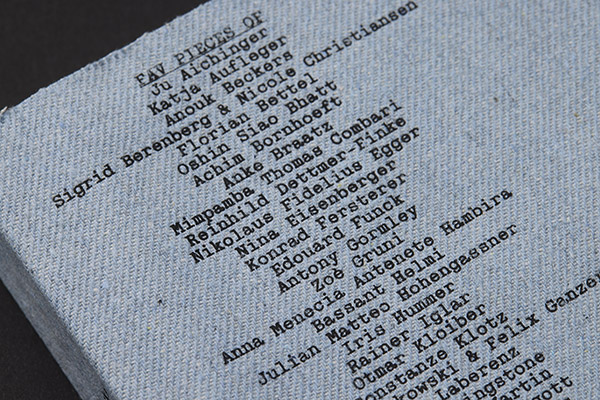 FAV PIECES OF
Ju Aichinger
Katja Aufleger
Anouk Beckers
Sigrid Berenberg & Nicole Christiansen
Florian Bettel
Oshin Siao Bhatt
Achim Bornhoeft
Anke Braatz
Mimpamba Thomas Combari
Reinhild Dettmer-Finke
Nikolaus Fidelius Egger
Nina Eisenberger
Konrad Fersterer
Edouard Funck
Antony Gormley
Zoë Gruni
Anna Menecia Antenete Hambira
Bassant Helmi
Julian Matteo Hohengassner
Iris Hummer
Rainer Iglar
Otmar Kloiber
Constanze Klotz
& Felix Ganzer
Laberenz